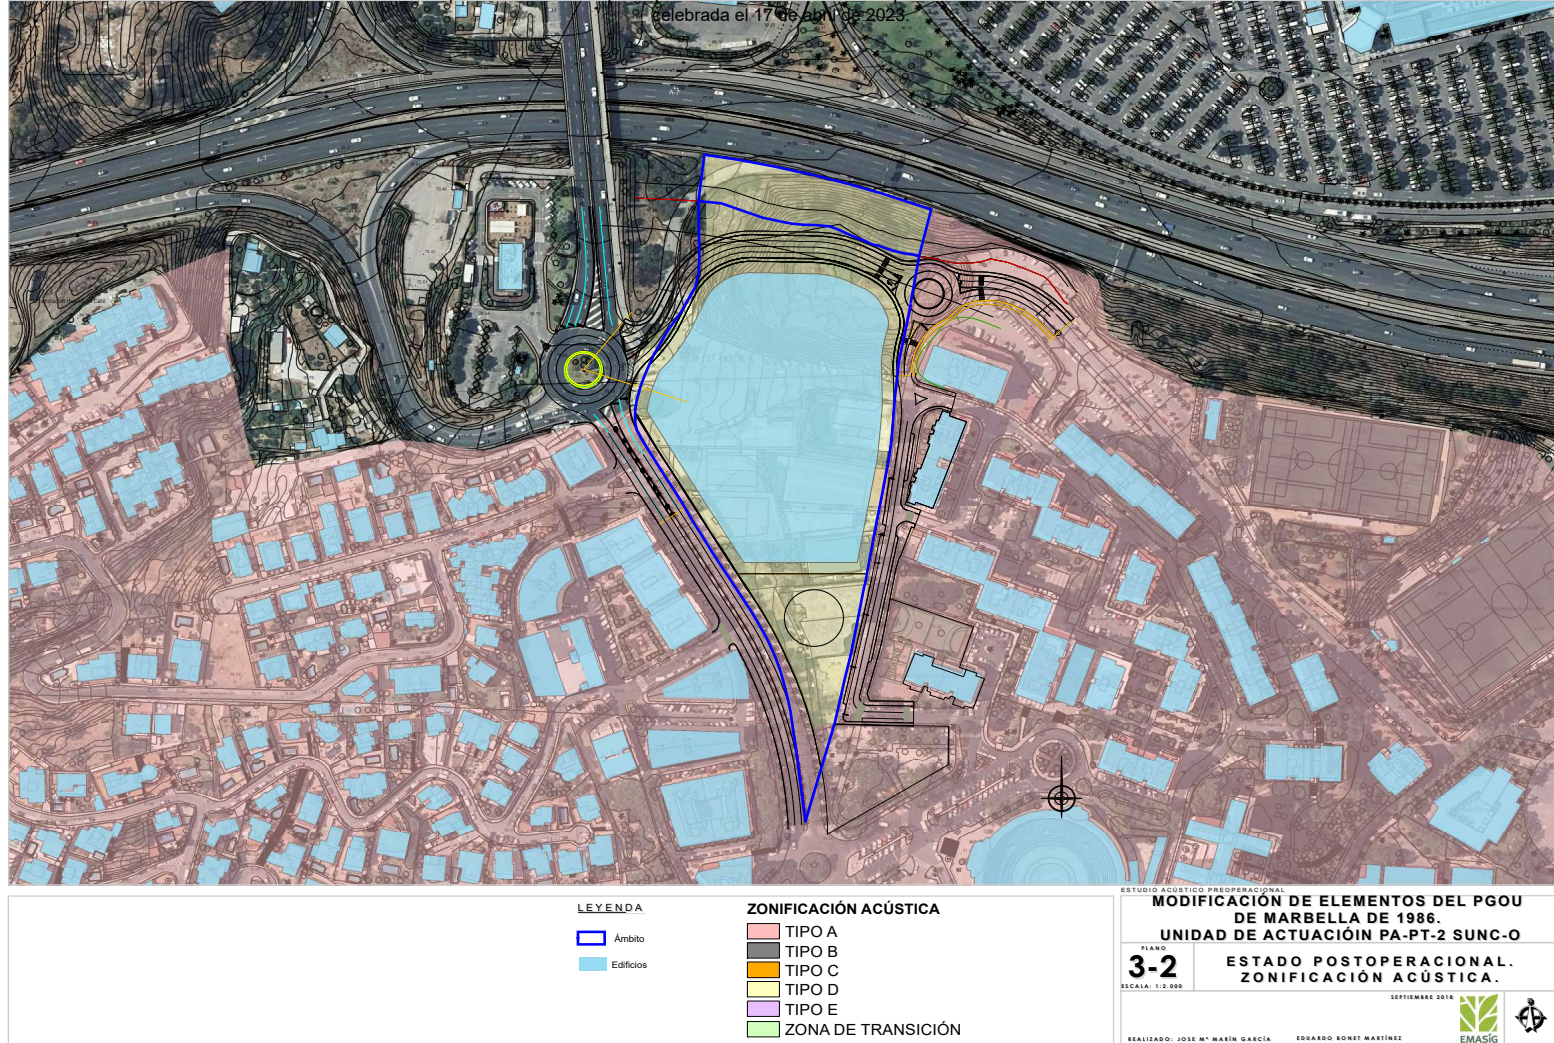 celebrada el 17 de abril de 2023.
A-7
A-7
LEYENDA
Ámbito
Edificios
ZONIFICACIÓN ACÚSTICA
TIPO A
TIPO B
TIPO C
TIPO D
TIPO E
ZONA DE TRANSICIÓN
ESTUDIO ACÚSTICO PREOPERACIONAL
MODIFICACIÓN DE ELEMENTOS DEL PGOU
DE MARBELLA DE 1986.
UNIDAD DE ACTUACIÓIN PA-PT-2 SUNC-O
PLANO
3-2
ESCALA: 1:2.000
ESTADO POSTOPERACIONAL.
ZONIFICACIÓN ACÚSTICA.
SEPTIEMBRE 2018
EMASIG
REALIZADO: JOSE Mª MARÍN GARCÍA EDUARDO BONET MARTÍNEZ